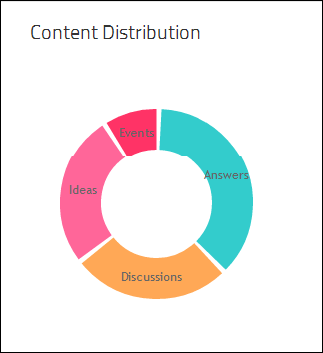 Content Distribution
Events
Answers
Ideas
Discussions